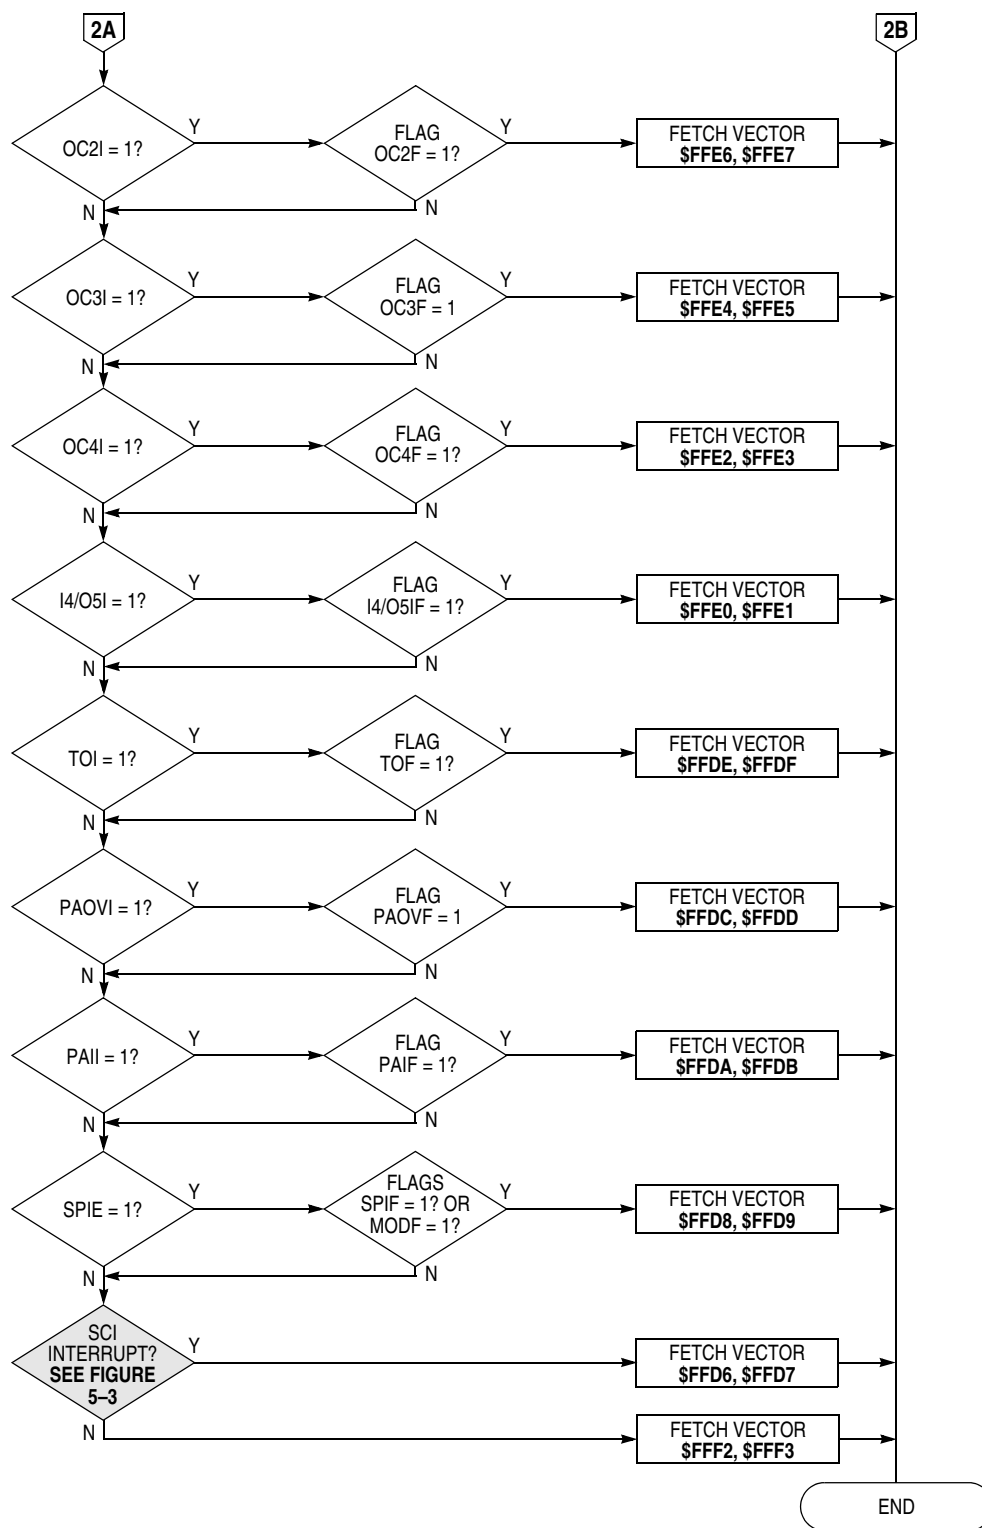 2A
2B
OC2I = 1?
Y
FLAG
OC2F = 1?
Y
FETCH VECTOR
$FFE6, $FFE7
N
N
OC3I = 1?
Y
FLAG
OC3F = 1
Y
FETCH VECTOR
$FFE4, $FFE5
N
N
OC4I = 1?
Y
FLAG
OC4F = 1?
Y
FETCH VECTOR
$FFE2, $FFE3
N
N
I4/O5I = 1?
Y
FLAG
I4/O5IF = 1?
Y
FETCH VECTOR
$FFE0, $FFE1
N
N
TOI = 1?
Y
FLAG
TOF = 1?
Y
FETCH VECTOR
$FFDE, $FFDF
N
N
PAOVI = 1?
Y
FLAG
PAOVF = 1
Y
FETCH VECTOR
$FFDC, $FFDD
N
N
PAII = 1?
Y
FLAG
PAIF = 1?
Y
FETCH VECTOR
$FFDA, $FFDB
N
N
SPIE = 1?
Y
FLAGS
SPIF = 1? OR
MODF = 1?
Y
FETCH VECTOR
$FFD8, $FFD9
N
N
SCI
INTERRUPT?
SEE FIGURE
5–3
Y
FETCH VECTOR
$FFD6, $FFD7
N
FETCH VECTOR
$FFF2, $FFF3
END